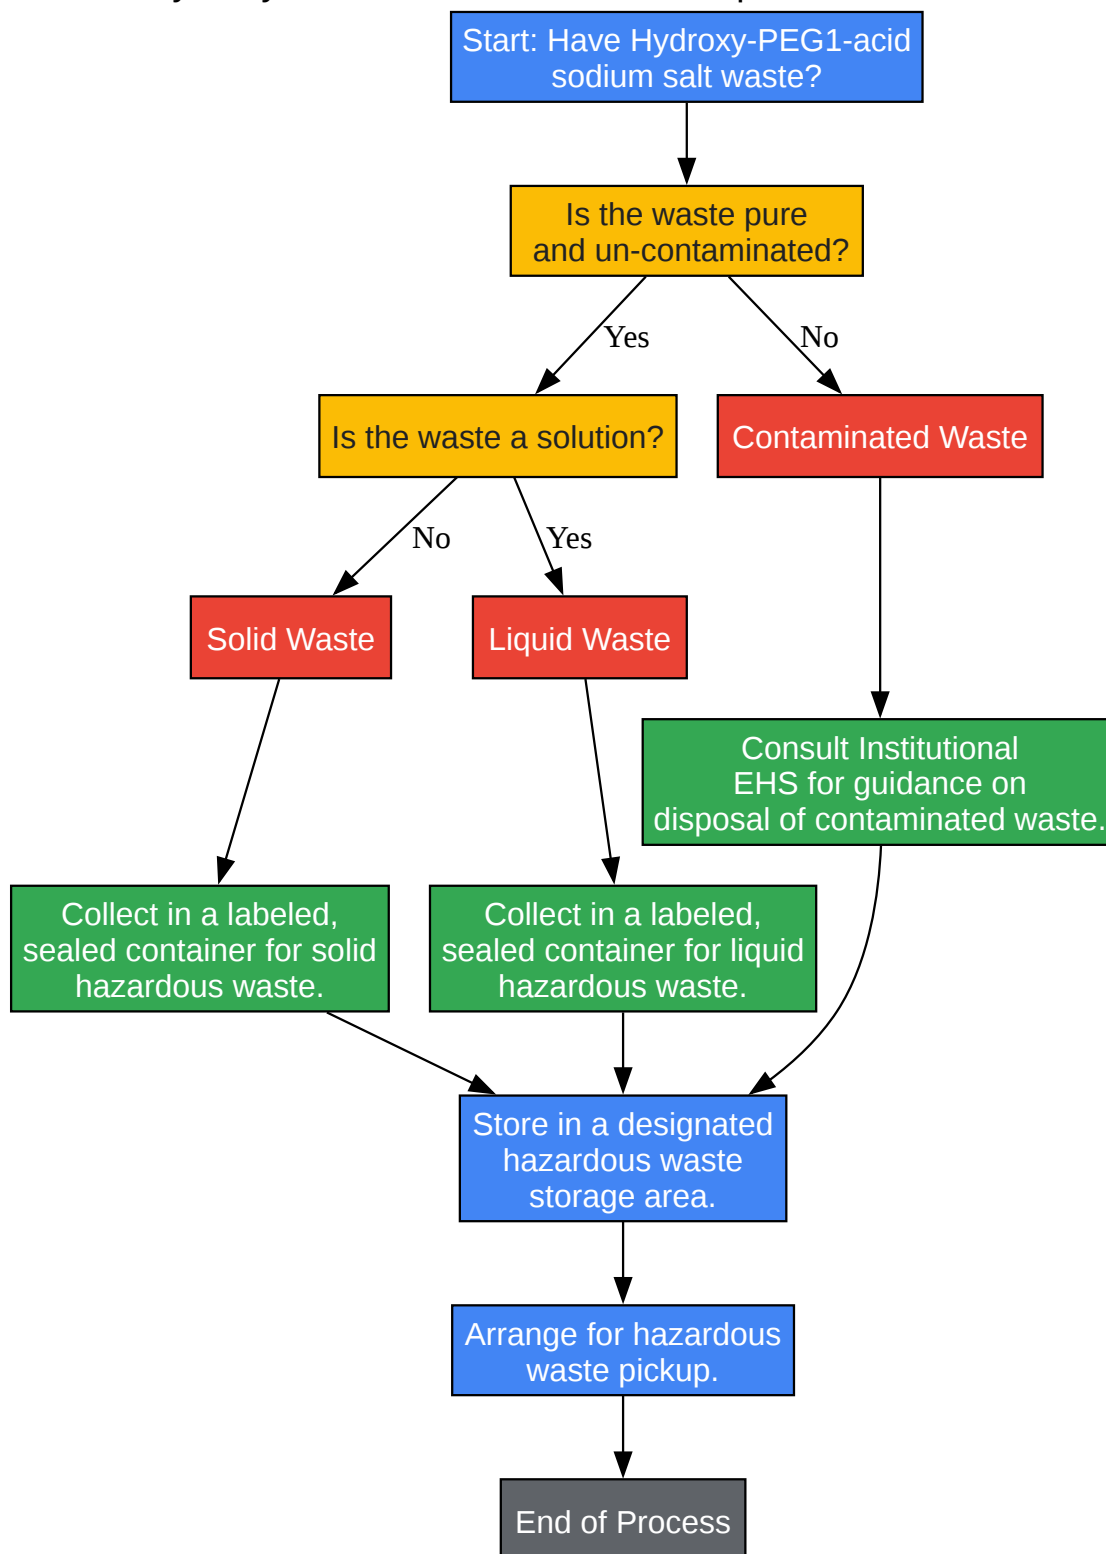 Start: Have Hydroxy-PEG1-acid
sodium salt waste?
Is the waste pure
and un-contaminated?
Yes
No
Is the waste a solution?
Contaminated Waste
No
Yes
Solid Waste
Liquid Waste
Consult Institutional
EHS for guidance on
disposal of contaminated waste.
Collect in a labeled,
sealed container for solid
hazardous waste.
Collect in a labeled,
sealed container for liquid
hazardous waste.
Store in a designated
hazardous waste
storage area.
Arrange for hazardous
waste pickup.
End of Process